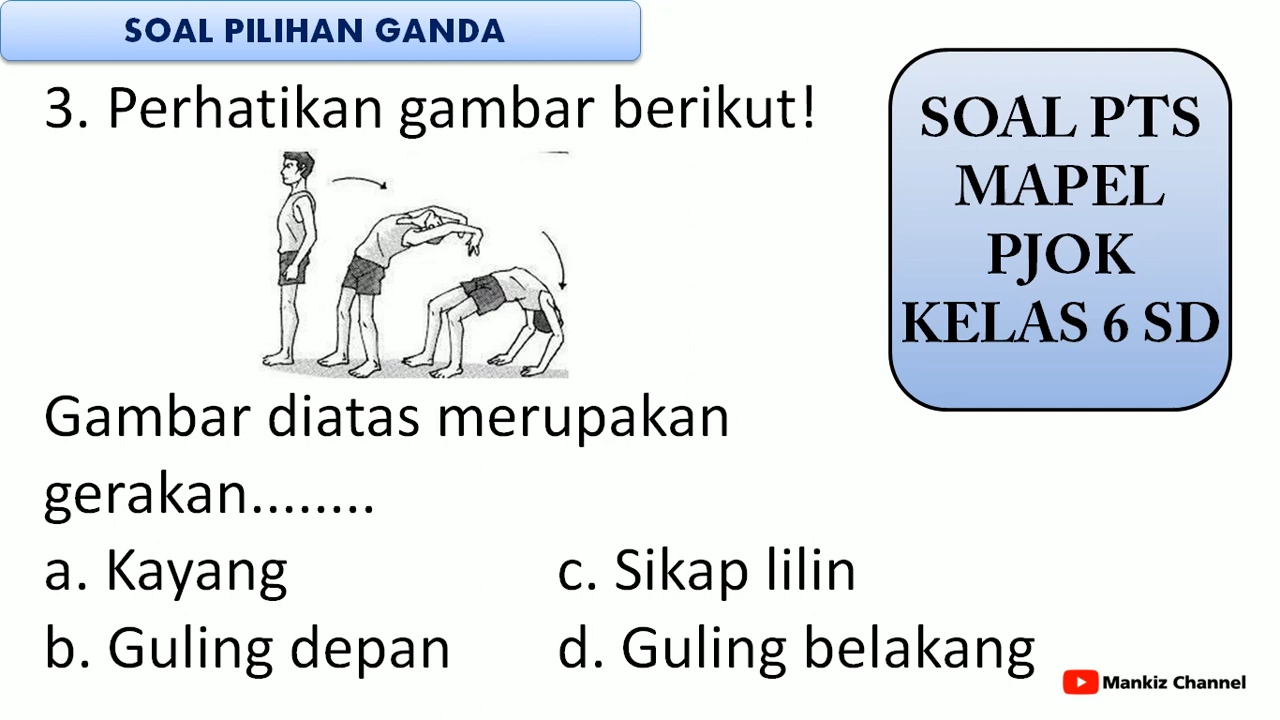 SOAL PILIHAN GANDA
3. Perhatikan gambar berikut!
SOAL PTS
MAPEL
PJOK
KELAS 6 SD
Gambar diatas merupakan
gerakan........
a. Kayang
c. Sikap lilin
b. Guling depan
d. Guling belakang
Mankiz Channel